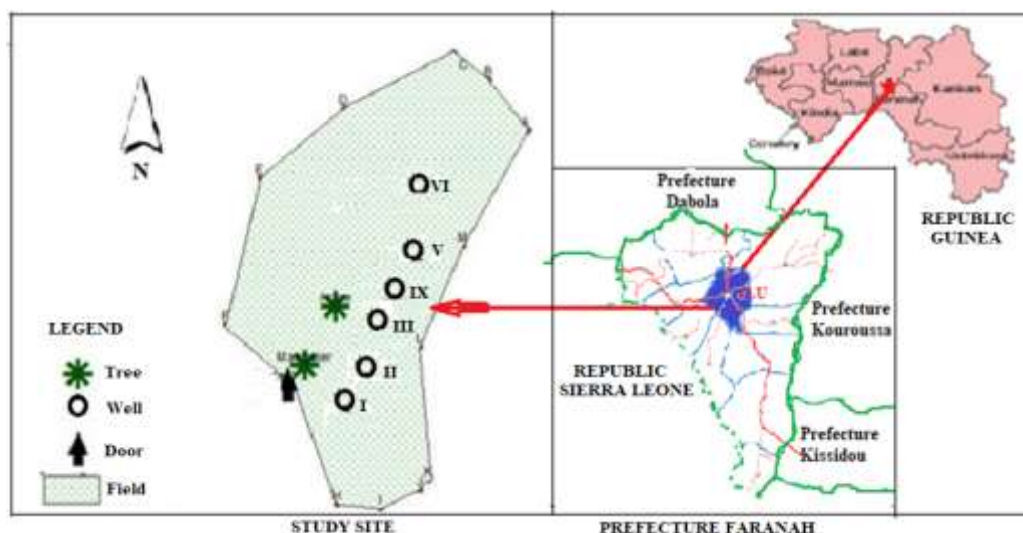 N
VI
V
IX
III
II
I
LEGEND
Tree
Well
Door
Field
STUDY SITE
Labé
Kankan
Kindia
REPUBLIC
GUINEA
Prefecture
Dabola
Prefecture
Kouroussa
REPUBLIC
SIERRA LEONE
Prefecture
Kissidou
PREFECTURE FARANAH